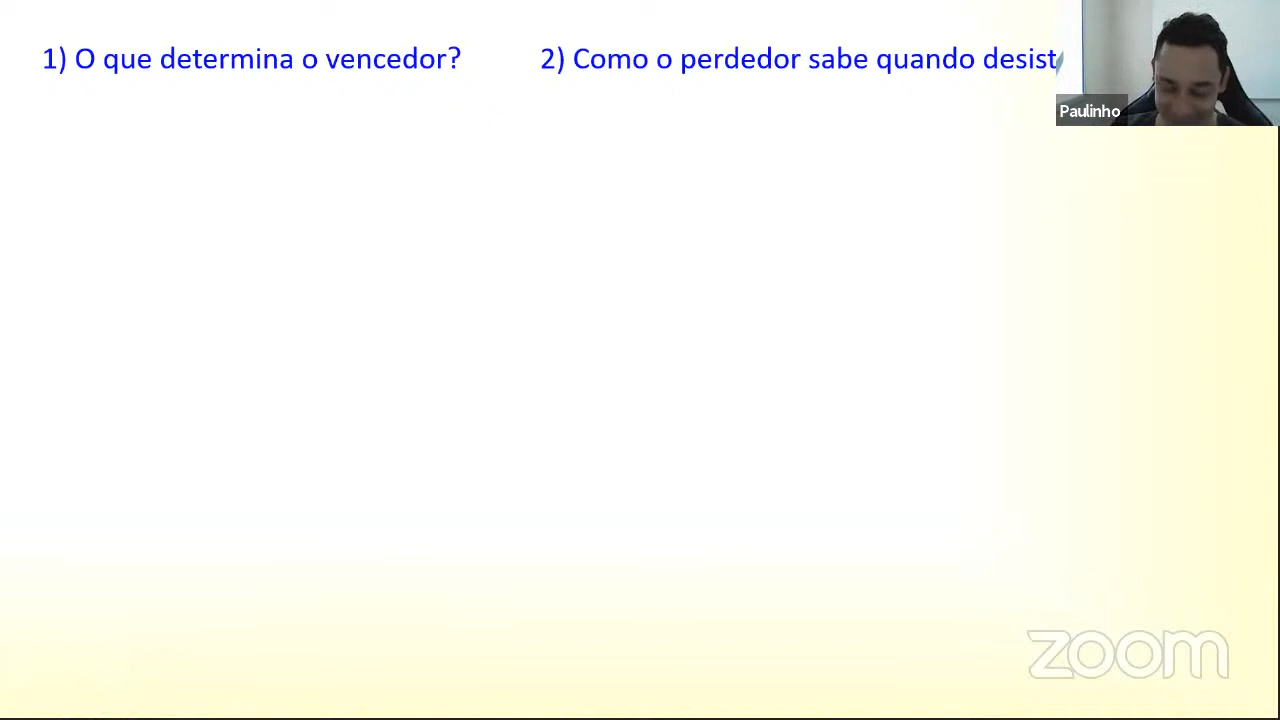 1) O que determina o vencedor? 2) Como o perdedor sabe quando desist
Paulinho
zoom